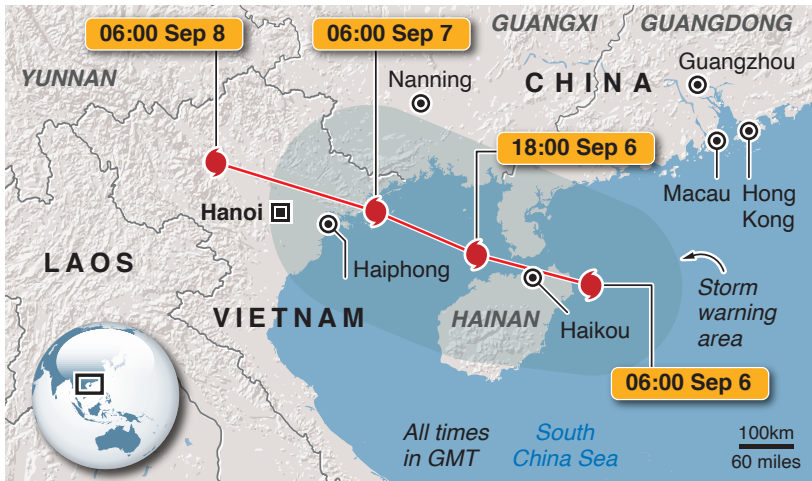 06:00 Sep 8
06:00 Sep 7
GUANGXI
GUANGDONG
YUNNAN
Nanning
CHINA
Guangzhou
18:00 Sep 6
Macau
Hong
Kong
Hanoi
LAOS
Haiphong
VIETNAM
HAINAN
Haikou
Storm
warning
area
06:00 Sep 6
All times
in GMT
South
China Sea
100km
60 miles